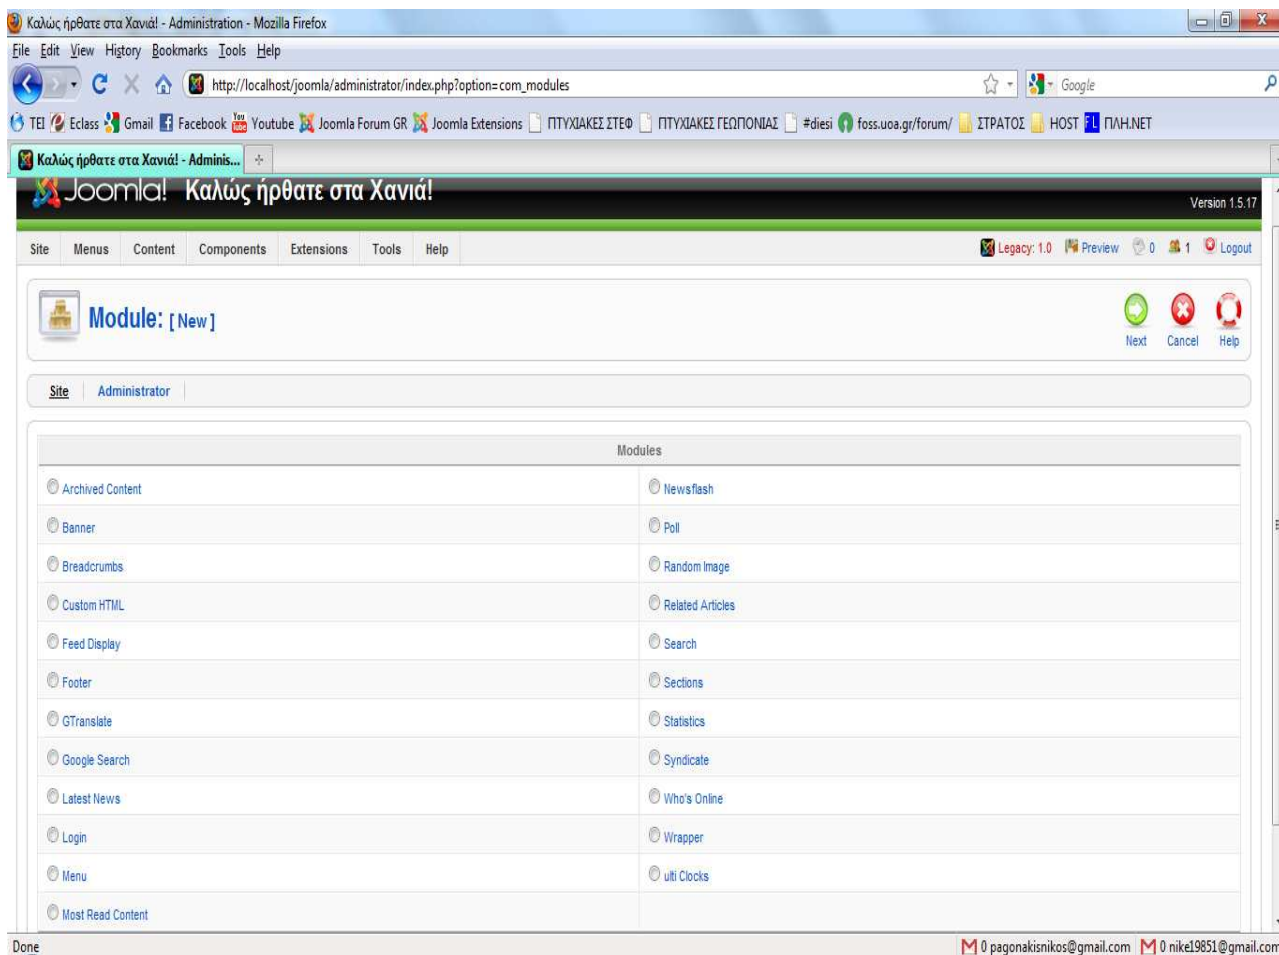 Καλώς ήρθατε στα Χανιά! - Administration - Mozilla Firefox
File Edit View History Bookmarks Tools Help
http://localhost/joomla/administrator/index.php?option=com_modules Google
TEI Eclass Gmail Facebook Youtube Joomla Forum GR Joomla Extensions ΠΤΥΧΙΑΚΕΣ ΣΤΕΦ ΠΤΥΧΙΑΚΕΣ ΓΕΩΠΟΝΙΑΣ #diesi foss.uoa.gr/forum/ ΣΤΡΑΤΟΣ HOST FL ΠΛΗ.ΝΕΤ
Καλώς ήρθατε στα Χανιά! - Adminis...
Joomla! Καλώς ήρθατε στα Χανιά!
Version 1.5.17
Site Menus Content Components Extensions Tools Help Legacy: 1.0 Preview 0 1 Logout
Module: [ New ]
Next Cancel Help
Site Administrator
Modules
Archived Content Newsflash
Banner Poll
Breadcrumbs Random Image
Custom HTML Related Articles
Feed Display Search
Footer Sections
GTranslate Statistics
Google Search Syndicate
Latest News Who's Online
Login Wrapper
Menu ulti Clocks
Most Read Content
Done 0 pagonakisnikos@gmail.com 0 nike19851@gmail.com